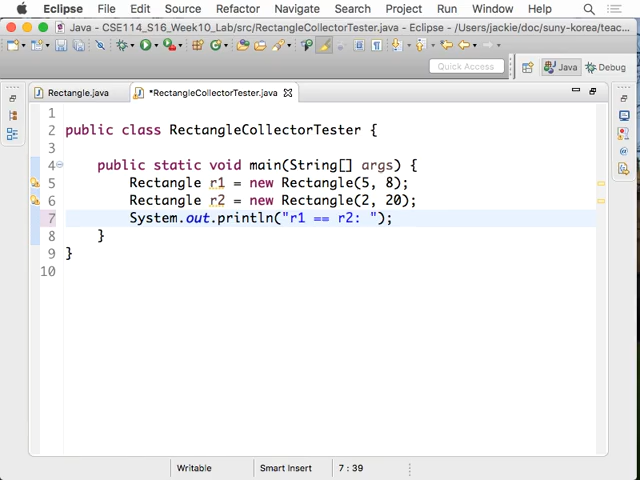 Eclipse File Edit Source Refactor Navigate Search Project Run Window Help
Java - CSE114_S16_Week10_Lab/src/RectangleCollectorTester.java - Eclipse - /Users/jackie/doc/suny-korea/teac...
Quick Access Java Debug
Rectangle.java *RectangleCollectorTester.java
1
2 public class RectangleCollectorTester {
3
4 public static void main(String[] args) {
5 Rectangle r1 = new Rectangle(5, 8);
6 Rectangle r2 = new Rectangle(2, 20);
7 System.out.println("r1 == r2: ");
8 }
9 }
10
Writable Smart Insert 7 : 39